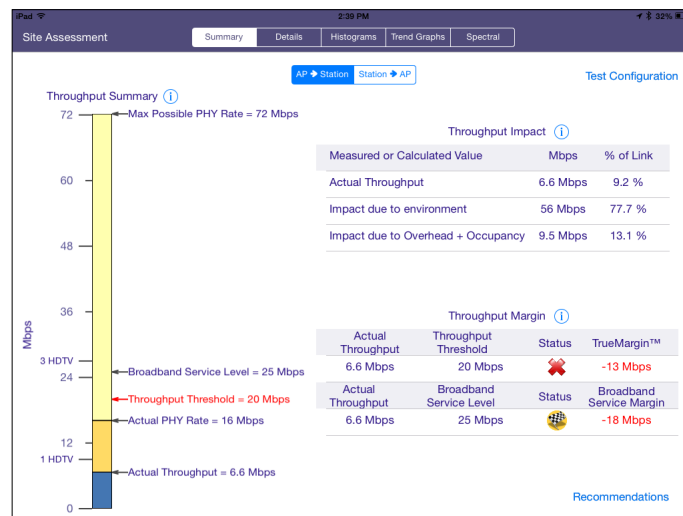 iPad 2:39 PM 32%
Site Assessment Summary Details Histograms Trend Graphs Spectral
AP → Station Station → AP
Test Configuration
Throughput Summary i
72
Max Possible PHY Rate = 72 Mbps
60
48
36
Mbps
3 HDTV
24
Broadband Service Level = 25 Mbps
Throughput Threshold = 20 Mbps
Actual PHY Rate = 16 Mbps
12
1 HDTV
Actual Throughput = 6.6 Mbps
0
Throughput Impact i
Measured or Calculated Value Mbps % of Link
Actual Throughput 6.6 Mbps 9.2 %
Impact due to environment 56 Mbps 77.7 %
Impact due to Overhead + Occupancy 9.5 Mbps 13.1 %
Throughput Margin i
Actual Throughput Status TrueMargin™
Throughput Threshold
6.6 Mbps 20 Mbps -13 Mbps
Actual Broadband Status Broadband
Throughput Service Level Service Margin
6.6 Mbps 25 Mbps -18 Mbps
Recommendations